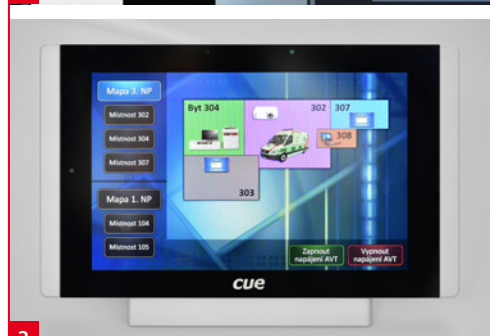 Mapa 3. NP
Místnost 302
Místnost 304
Místnost 307
Mapa 1. NP
Místnost 104
Místnost 105
Byt 304
302
307
308
303
Zapnout
napájení AVT
Vypnout
napájení AVT
cue